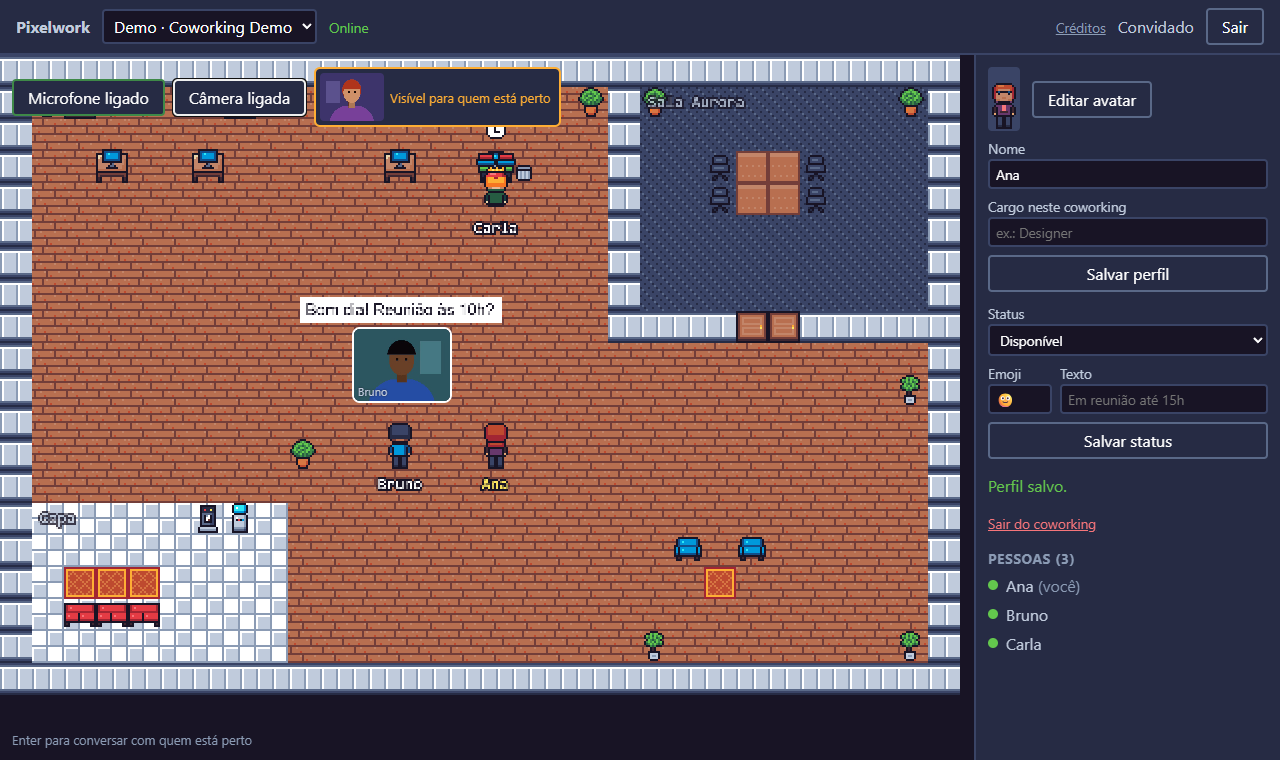 Pixelwork
Demo · Coworking Demo
Online
Créditos
Convidado
Sair
Microfone ligado
Câmera ligada
Visível para quem está perto
Sala Aurora
Carla
Bom dia! Reunião às 10h?
Bruno
Bruno
Ana
Copa
Enter para conversar com quem está perto
Editar avatar
Nome
Ana
Cargo neste coworking
ex.: Designer
Salvar perfil
Status
Disponível
Emoji
Texto
Em reunião até 15h
Salvar status
Perfil salvo.
Sair do coworking
PESSOAS (3)
Ana (você)
Bruno
Carla